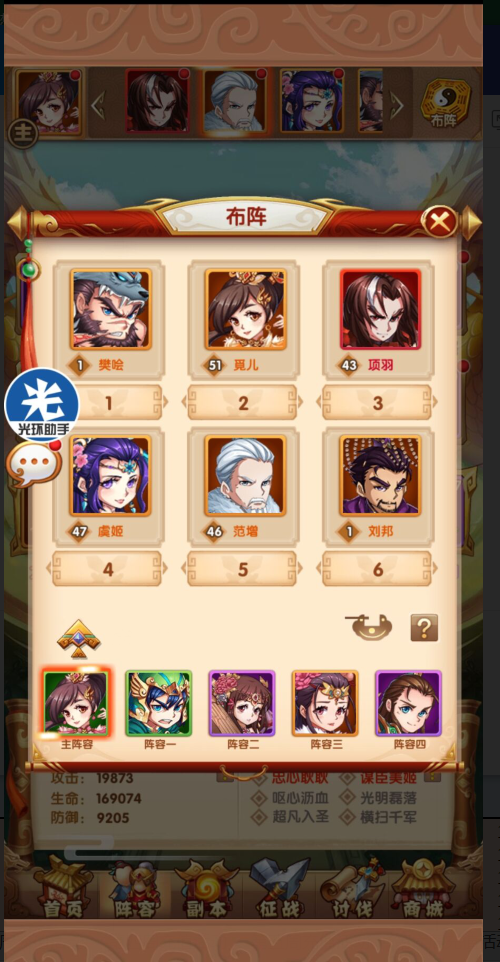 主
布阵
布阵
1 樊哙
51 覓儿
43 项羽
1
2
3
光
光环助手
47 虞姬
46 范增
1 刘邦
4
5
6
?
主阵容
阵容一
阵容二
阵容三
阵容四
攻击： 19873
忠心耿耿
谋臣美姬
生命： 169074
呕心沥血
光明磊落
防御： 9205
超凡入圣
横扫千军
首页
阵容
副本
征战
讨伐
商城